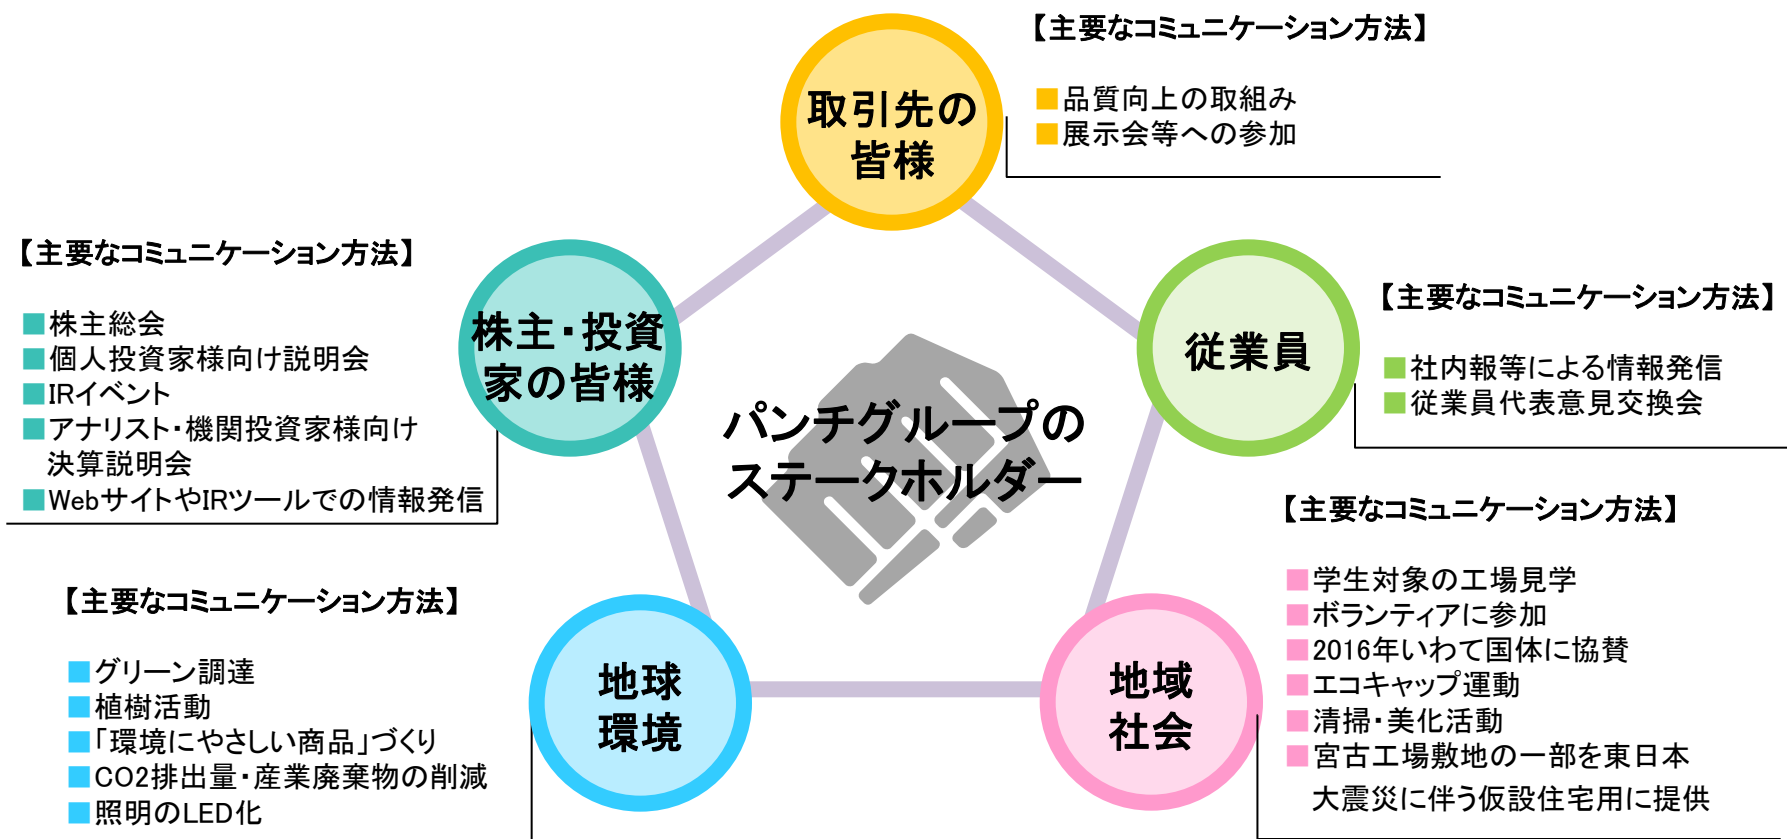 【主要なコミュニケーション方法】
■品質向上の取組み
■展示会等への参加
取引先の
皆様
【主要なコミュニケーション方法】
■株主総会
■個人投資家様向け説明会
■IRイベント
■アナリスト・機関投資家様向け
決算説明会
■WebサイトやIRツールでの情報発信
株主・投資
家の皆様
従業員
【主要なコミュニケーション方法】
■社内報等による情報発信
■従業員代表意見交換会
パンチグループの
ステークホルダー
【主要なコミュニケーション方法】
■グリーン調達
■植樹活動
■「環境にやさしい商品」づくり
■CO2排出量・産業廃棄物の削減
■照明のLED化
地球
環境
地域
社会
【主要なコミュニケーション方法】
■学生対象の工場見学
■ボランティアに参加
■2016年いわて国体に協賛
■エコキャップ運動
■清掃・美化活動
■宮古工場敷地の一部を東日本
大震災に伴う仮設住宅用に提供